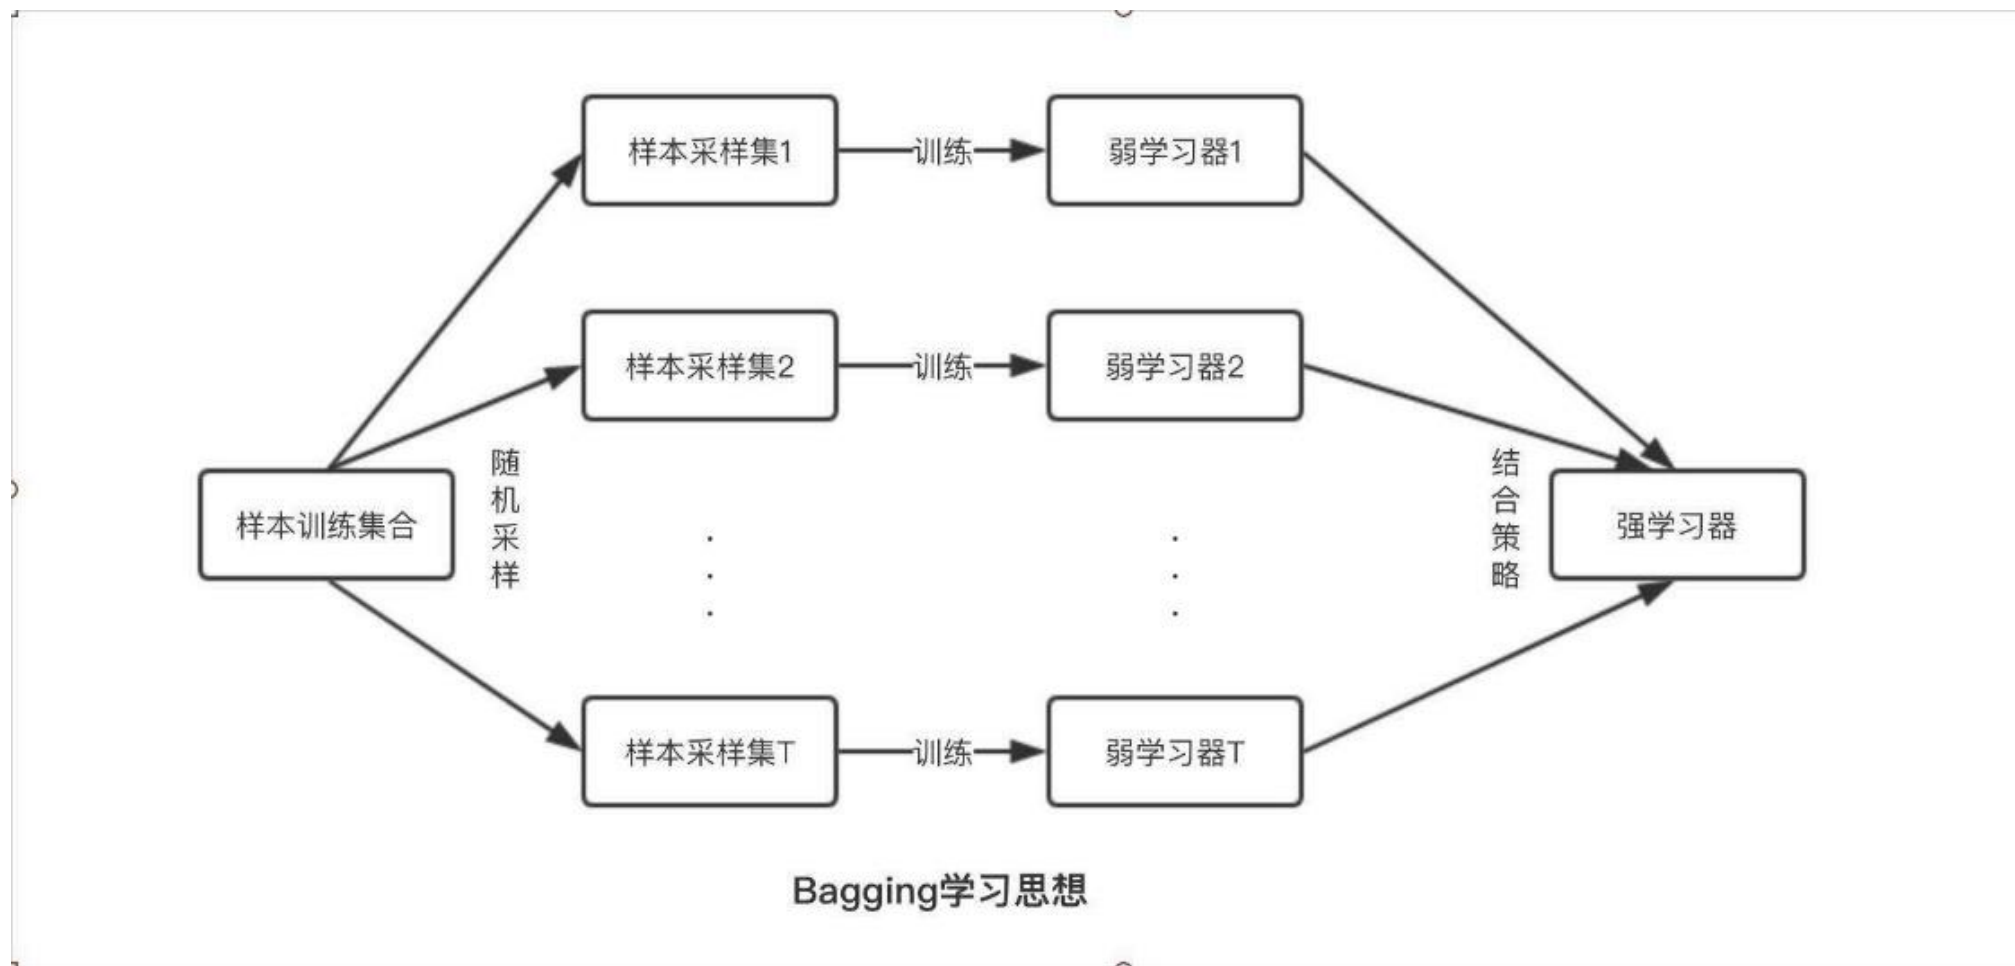 样本采样集1
训练
弱学习器1
样本采样集2
训练
弱学习器2
随机采样
结合策略
样本训练集合
强学习器
样本采样集T
训练
弱学习器T
Bagging学习思想